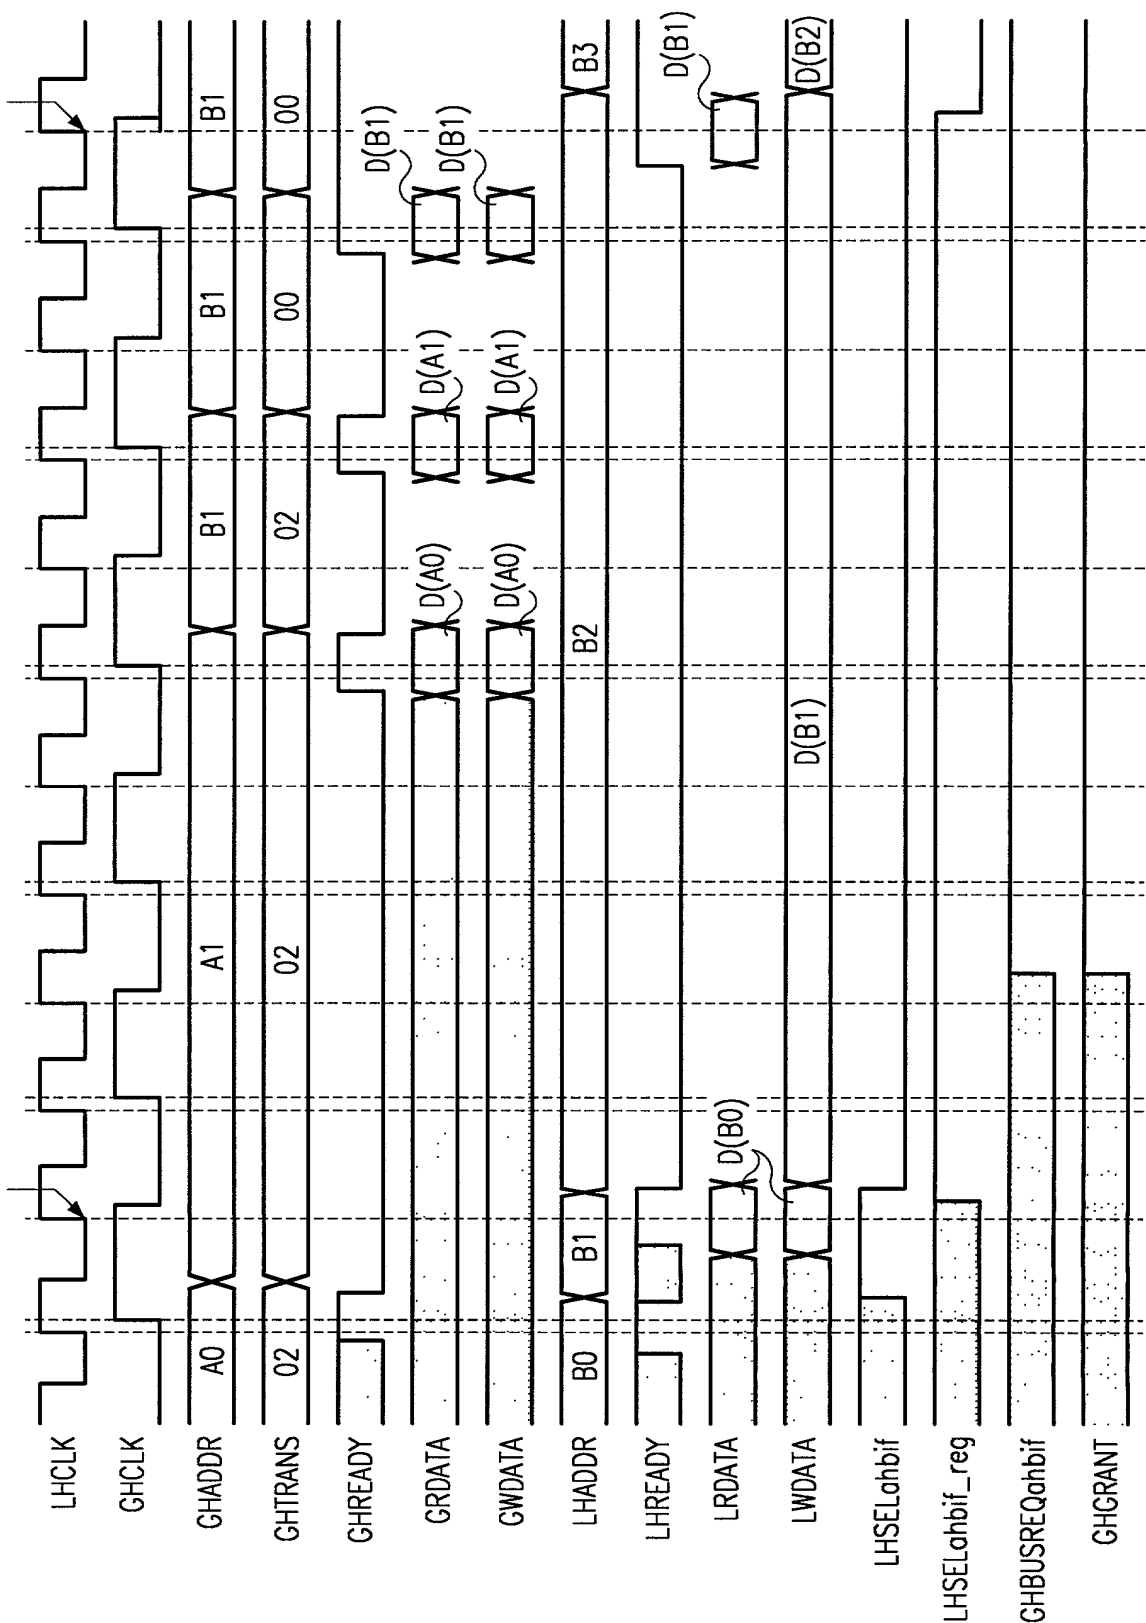 LHCLK
GHCLK
GHADDR A0 A1 B1 B1 B1
GHTRANS 02 02 02 00 00
GHREADY
GRDATA D(A0) D(A1) D(B1)
GWDATA D(A0) D(A1) D(B1)
LHADDR B0 B1 B2 B3
LHREADY
LRDATA D(B0) D(B1)
LWDATA D(B1) D(B2)
LHSELahbif
LHSELahbif_reg
GHBUSREQahbif
GHGRANT